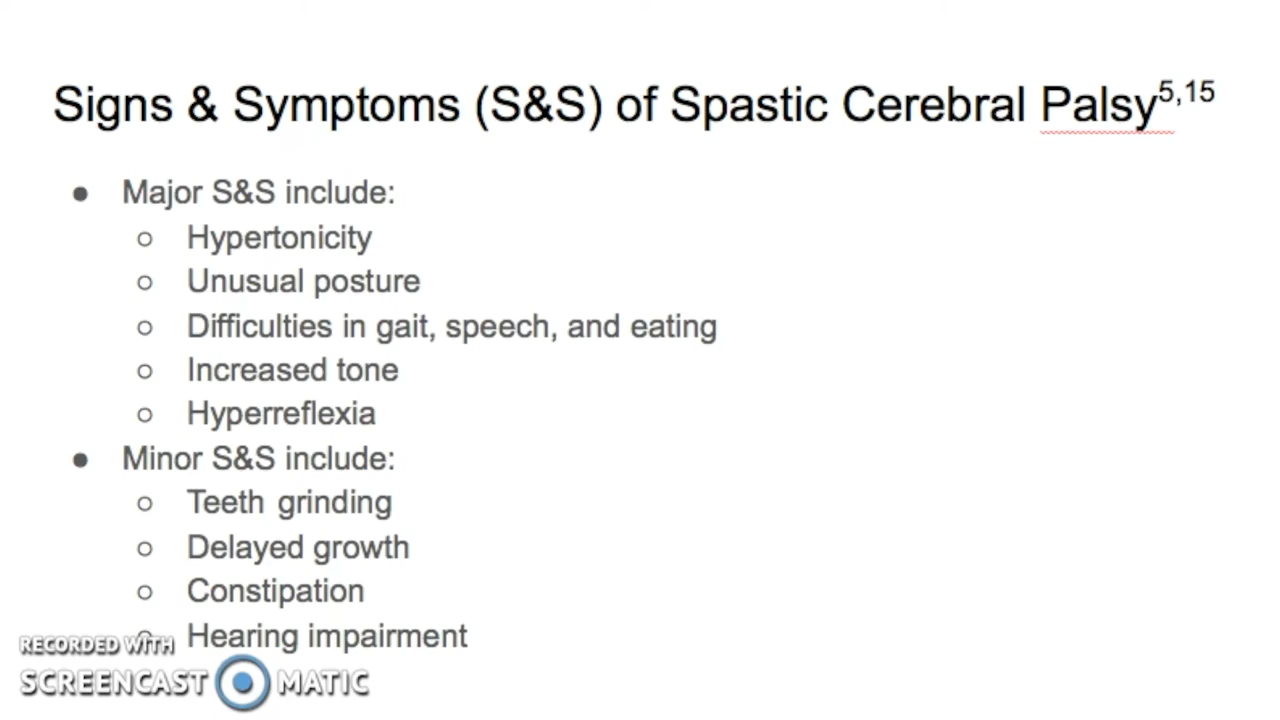 Signs & Symptoms (S&S) of Spastic Cerebral Palsy5,15
● Major S&S include:
○ Hypertonicity
○ Unusual posture
○ Difficulties in gait, speech, and eating
○ Increased tone
○ Hyperreflexia
● Minor S&S include:
○ Teeth grinding
○ Delayed growth
○ Constipation
○ Hearing impairment
RECORDED WITH
SCREENCAST MATIC